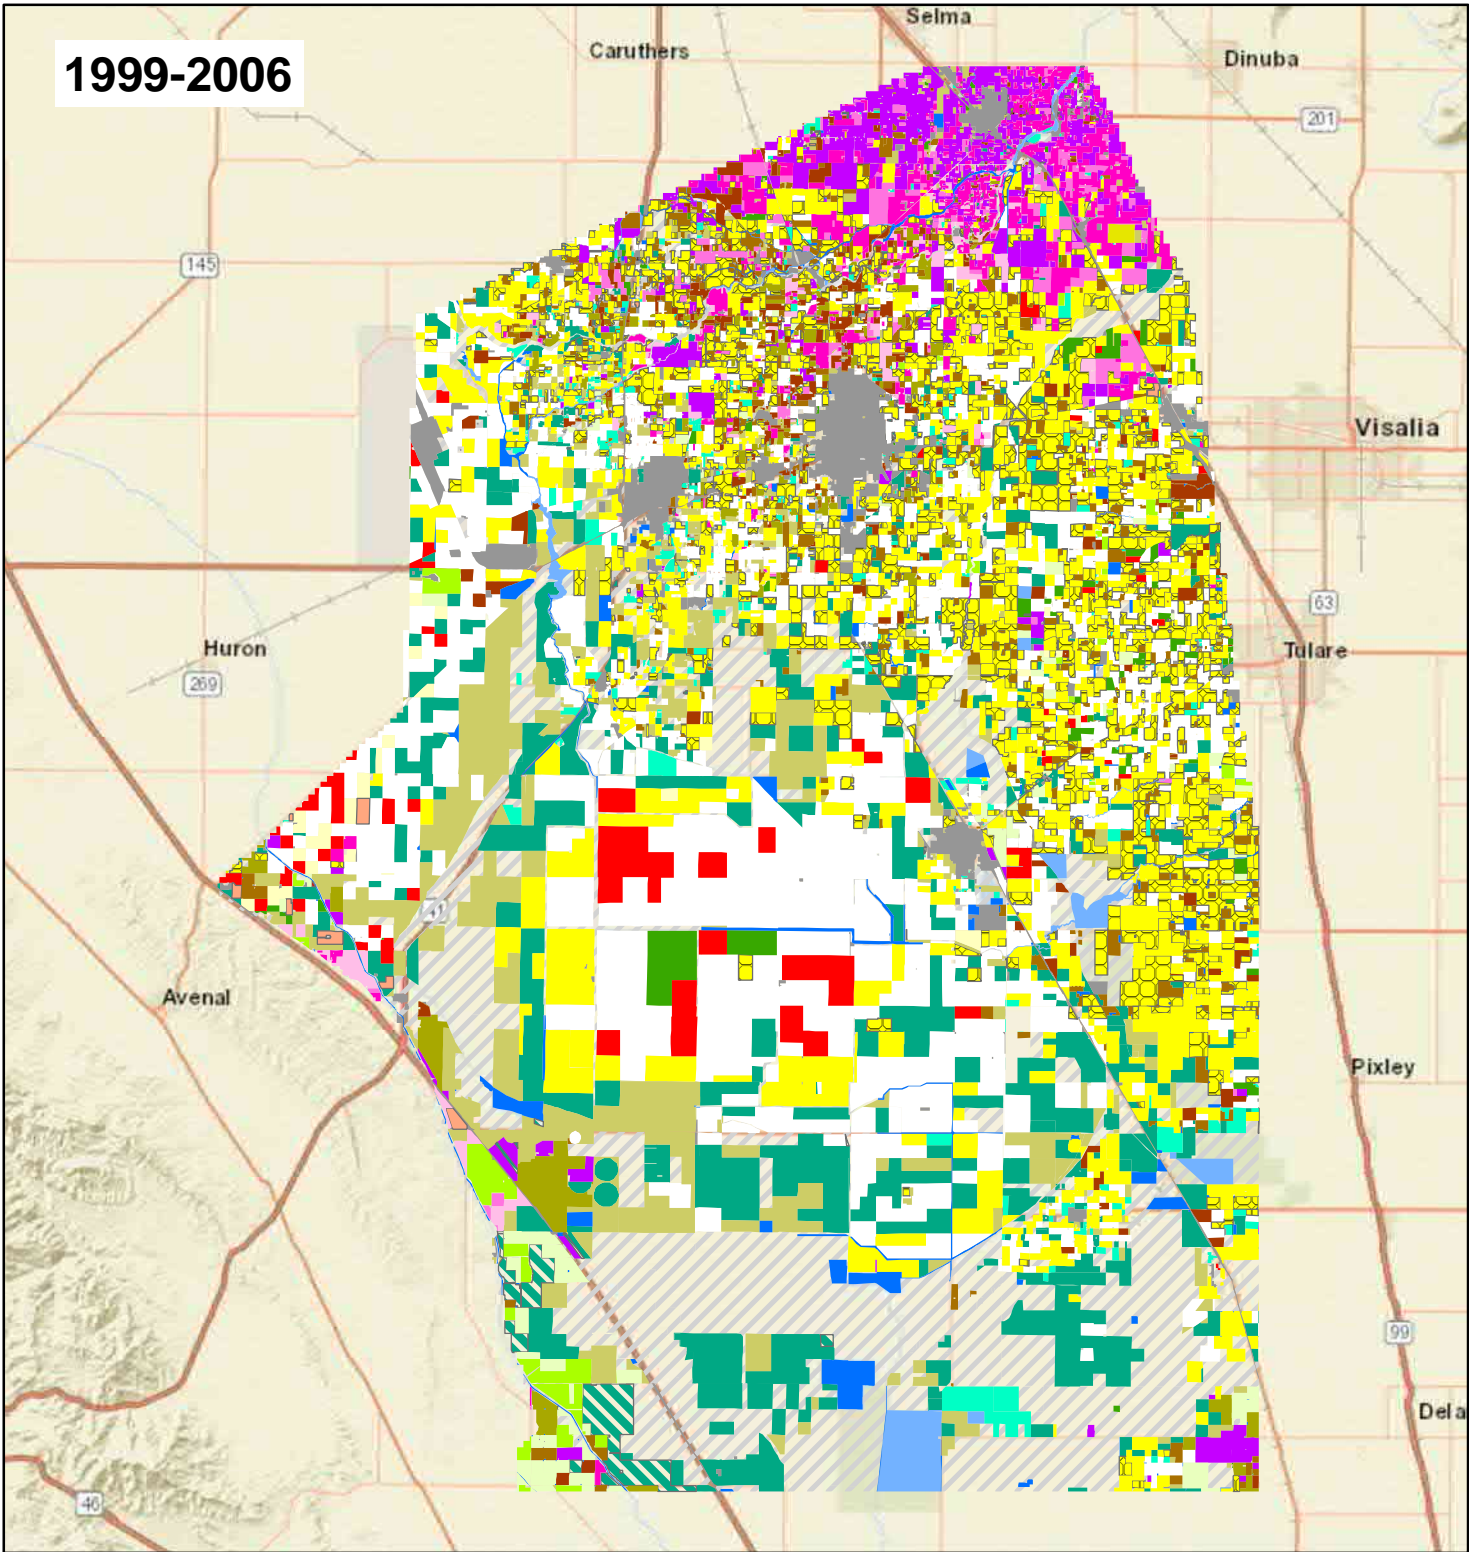 Selma
Caruthers
Dinuba
1999-2006
201
145
Visalia
63
Huron
Tulare
269
41
Avenal
Pixley
99
Dela
46